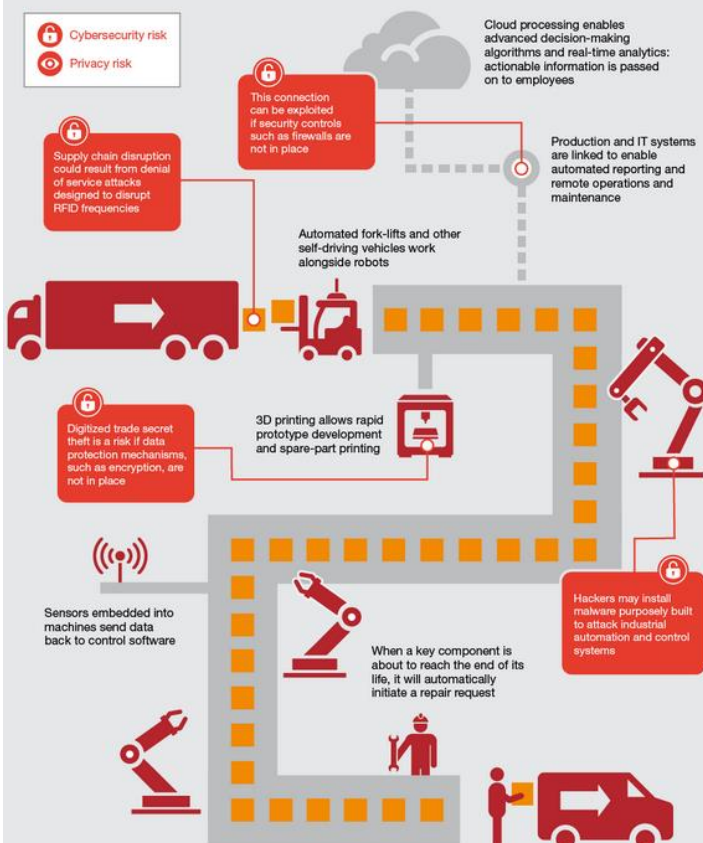 Cybersecurity risk
Privacy risk
Cloud processing enables
advanced decision-making
algorithms and real-time analytics:
actionable information is passed
on to employees
This connection
can be exploited
if security controls
such as firewalls are
not in place
Supply chain disruption
could result from denial
of service attacks
designed to disrupt
RFID frequencies
Production and IT systems
are linked to enable
automated reporting and
remote operations and
maintenance
Automated fork-lifts and other
self-driving vehicles work
alongside robots
Digitized trade secret
theft is a risk if data
protection mechanisms,
such as encryption, are
not in place
3D printing allows rapid
prototype development
and spare-part printing
Sensors embedded into
machines send data
back to control software
Hackers may install
malware purposely built
to attack industrial
automation and control
systems
When a key component is
about to reach the end of its
life, it will automatically
initiate a repair request